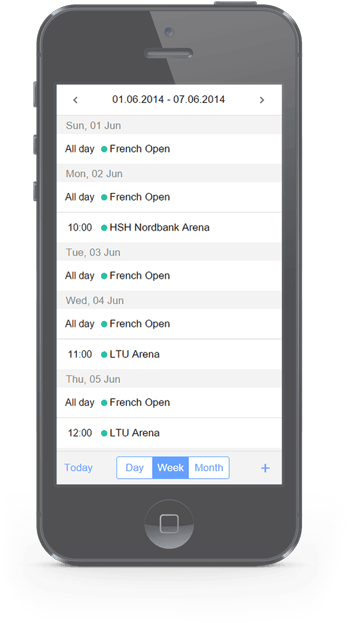 01.06.2014 - 07.06.2014
Sun, 01 Jun
All day French Open
Mon, 02 Jun
All day French Open
10:00 HSH Nordbank Arena
Tue, 03 Jun
All day French Open
Wed, 04 Jun
All day French Open
11:00 LTU Arena
Thu, 05 Jun
All day French Open
12:00 LTU Arena
Today Day Week Month +